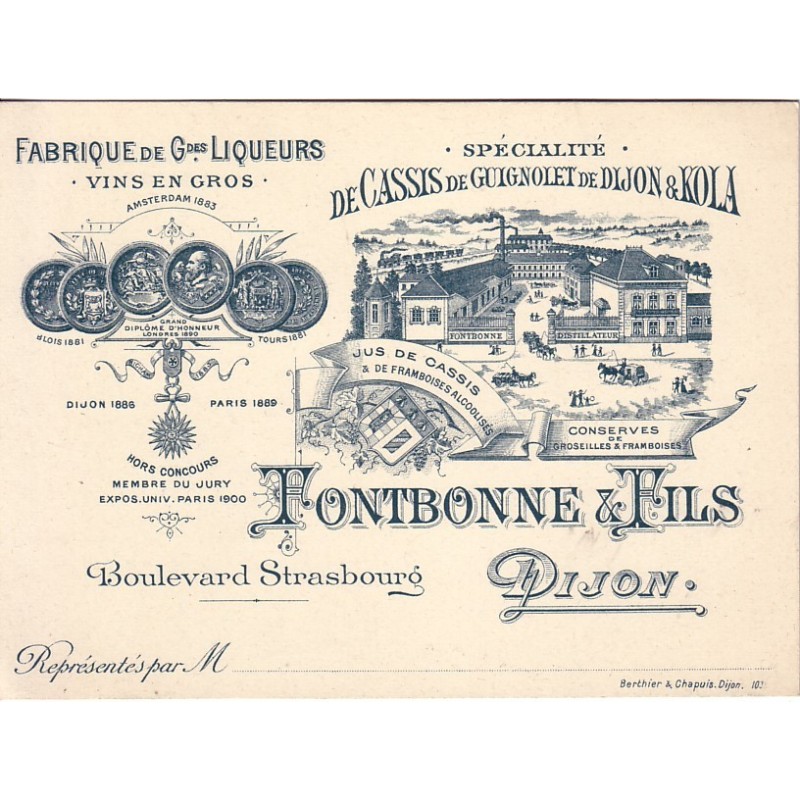 FABRIQUE DE GDES LIQUEURS
· VINS EN GROS ·
AMSTERDAM 1883
GRAND
DIPLÔME D'HONNEUR
LONDRES 1890
BLOIS 1881
TOURS 1881
DIJON 1886
PARIS 1889
HORS CONCOURS
MEMBRE DU JURY
EXPOS. UNIV. PARIS 1900
· SPÉCIALITÉ ·
DE CASSIS DE GUIGNOLET DE DIJON & KOLA
FONTBONNE
DISTILLATEUR
JUS DE CASSIS
& DE FRAMBOISES ALCOOLISÉS
CONSERVES
DE
GROSEILLES & FRAMBOISES
FONTBONNE & FILS
Boulevard Strasbourg
DIJON.
Représentés par M
Berthier & Chapuis. Dijon.